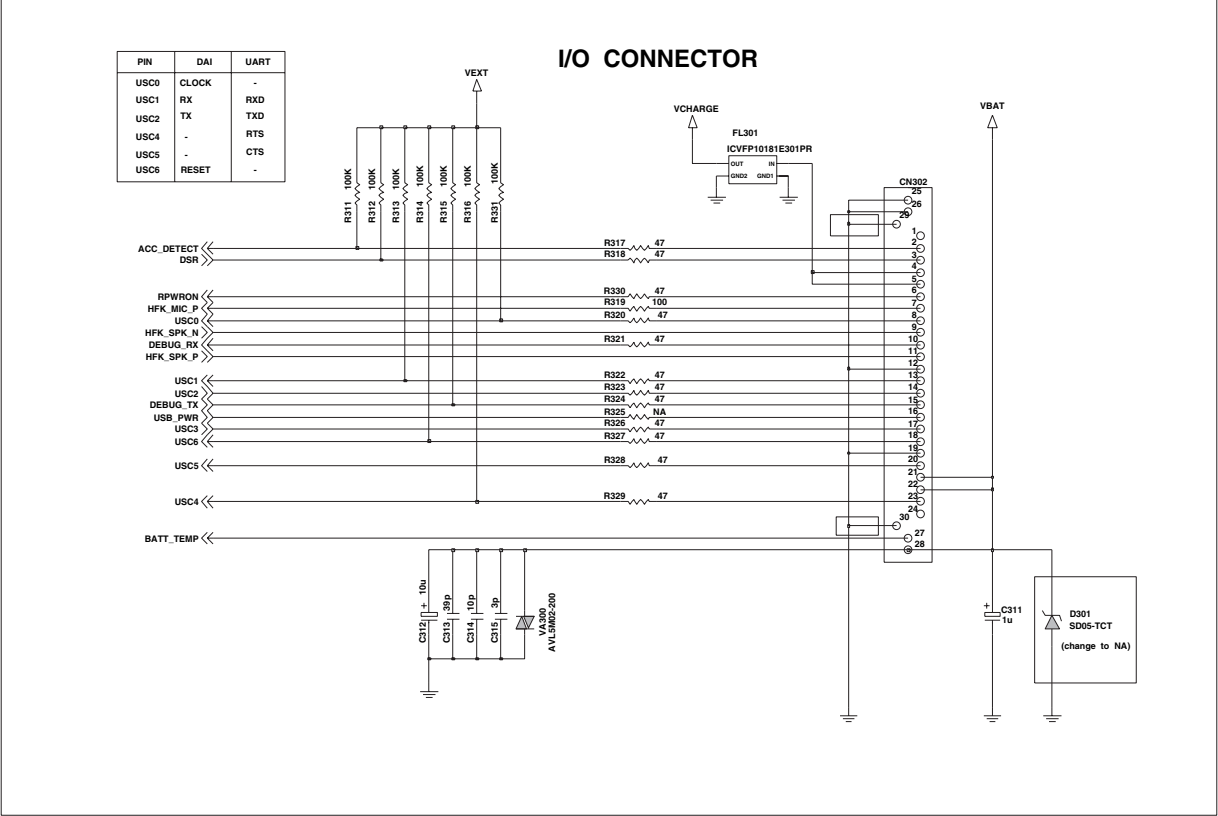 I/O CONNECTOR
PIN DAI UART
USC0 CLOCK -
USC1 RX RXD
USC2 TX TXD
USC4 - RTS
USC5 - CTS
USC6 RESET -
VEXT
VCHARGE
VBAT
FL301
ICVFP10181E301PR
OUT IN
GND2 GND1
R311 100K
R312 100K
R313 100K
R314 100K
R315 100K
R316 100K
R331 100K
CN302
25
26
29
1
ACC_DETECT R317 47 2
DSR R318 47 3
4
5
RPWRON R330 47 6
HFK_MIC_P R319 100 7
USC0 R320 47 8
HFK_SPK_N 9
DEBUG_RX R321 47 10
HFK_SPK_P 11
12
USC1 R322 47 13
USC2 R323 47 14
DEBUG_TX R324 47 15
USB_PWR R325 NA 16
USC3 R326 47 17
USC6 R327 47 18
19
USC5 R328 47 20
21
22
USC4 R329 47 23
24
30
BATT_TEMP 27
28
C312 + 10u
C313 39p
C314 10p
C315 3p
VA300
AVL5M02-200
+ C311
1u
D301
SD05-TCT
(change to NA)